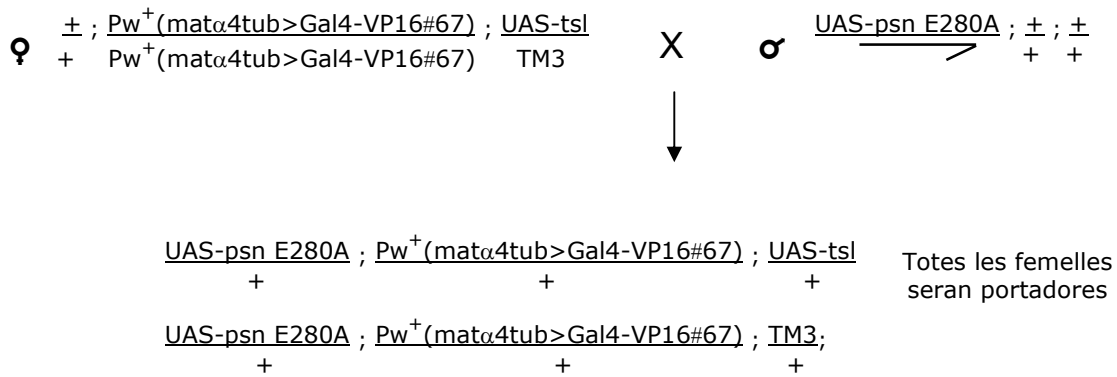 ♀ + ; Pw+(matα4tub>Gal4-VP16#67) ; UAS-tsl X ♂ UAS-psn E280A ; + ; +
+ Pw+(matα4tub>Gal4-VP16#67) TM3 + +
UAS-psn E280A ; Pw+(matα4tub>Gal4-VP16#67) ; UAS-tsl
+ + +
Totes les femelles
seran portadores
UAS-psn E280A ; Pw+(matα4tub>Gal4-VP16#67) ; TM3;
+ + +